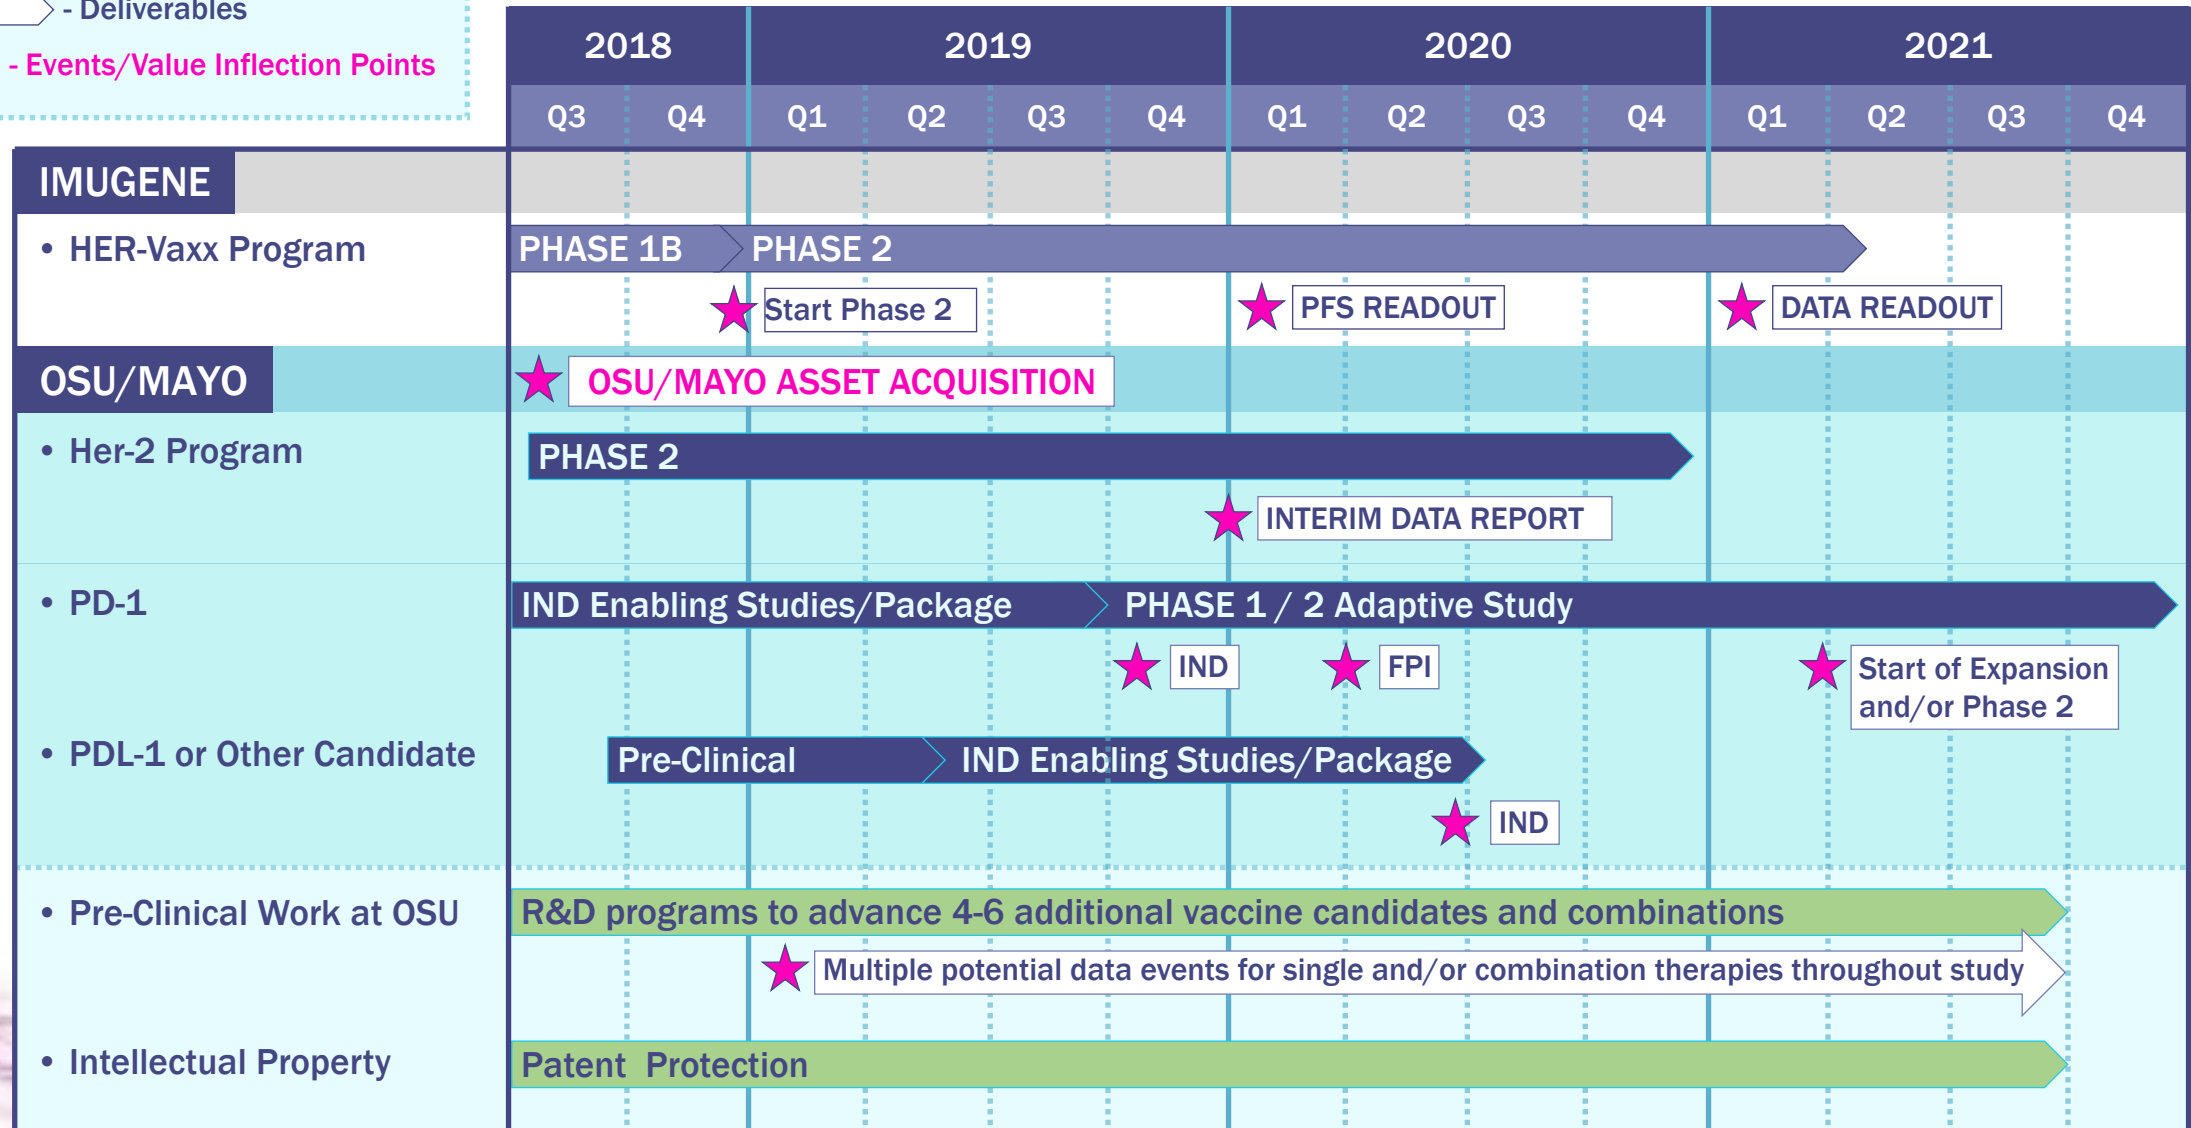 - Deliverables
- Events/Value Inflection Points
2018 2019 2020 2021
Q3 Q4 Q1 Q2 Q3 Q4 Q1 Q2 Q3 Q4 Q1 Q2 Q3 Q4
IMUGENE
• HER-Vaxx Program
PHASE 1B PHASE 2
Start Phase 2 PFS READOUT DATA READOUT
OSU/MAYO
OSU/MAYO ASSET ACQUISITION
• Her-2 Program
PHASE 2
INTERIM DATA REPORT
• PD-1
IND Enabling Studies/Package PHASE 1 / 2 Adaptive Study
IND FPI Start of Expansion
and/or Phase 2
• PDL-1 or Other Candidate
Pre-Clinical IND Enabling Studies/Package
IND
• Pre-Clinical Work at OSU
R&D programs to advance 4-6 additional vaccine candidates and combinations
Multiple potential data events for single and/or combination therapies throughout study
• Intellectual Property
Patent Protection